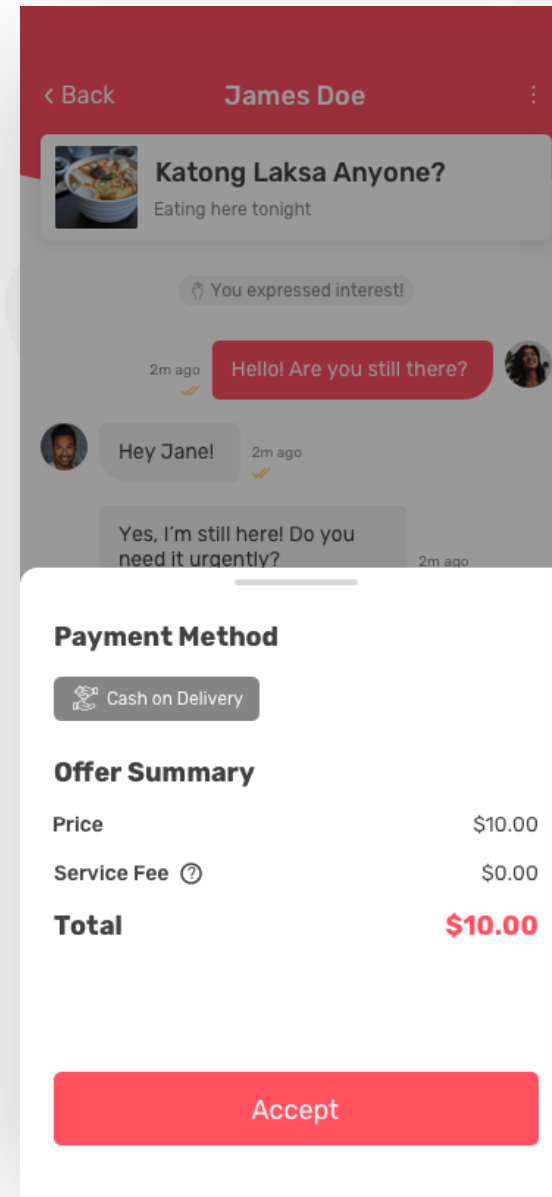 Back
James Doe
Katong Laksa Anyone?
Eating here tonight
You expressed interest!
2m ago
Hello! Are you still there?
Hey Jane!
2m ago
Yes, I'm still here! Do you
need it urgently?
2m ago
Payment Method
Cash on Delivery
Offer Summary
Price $10.00
Service Fee ? $0.00
Total $10.00
Accept